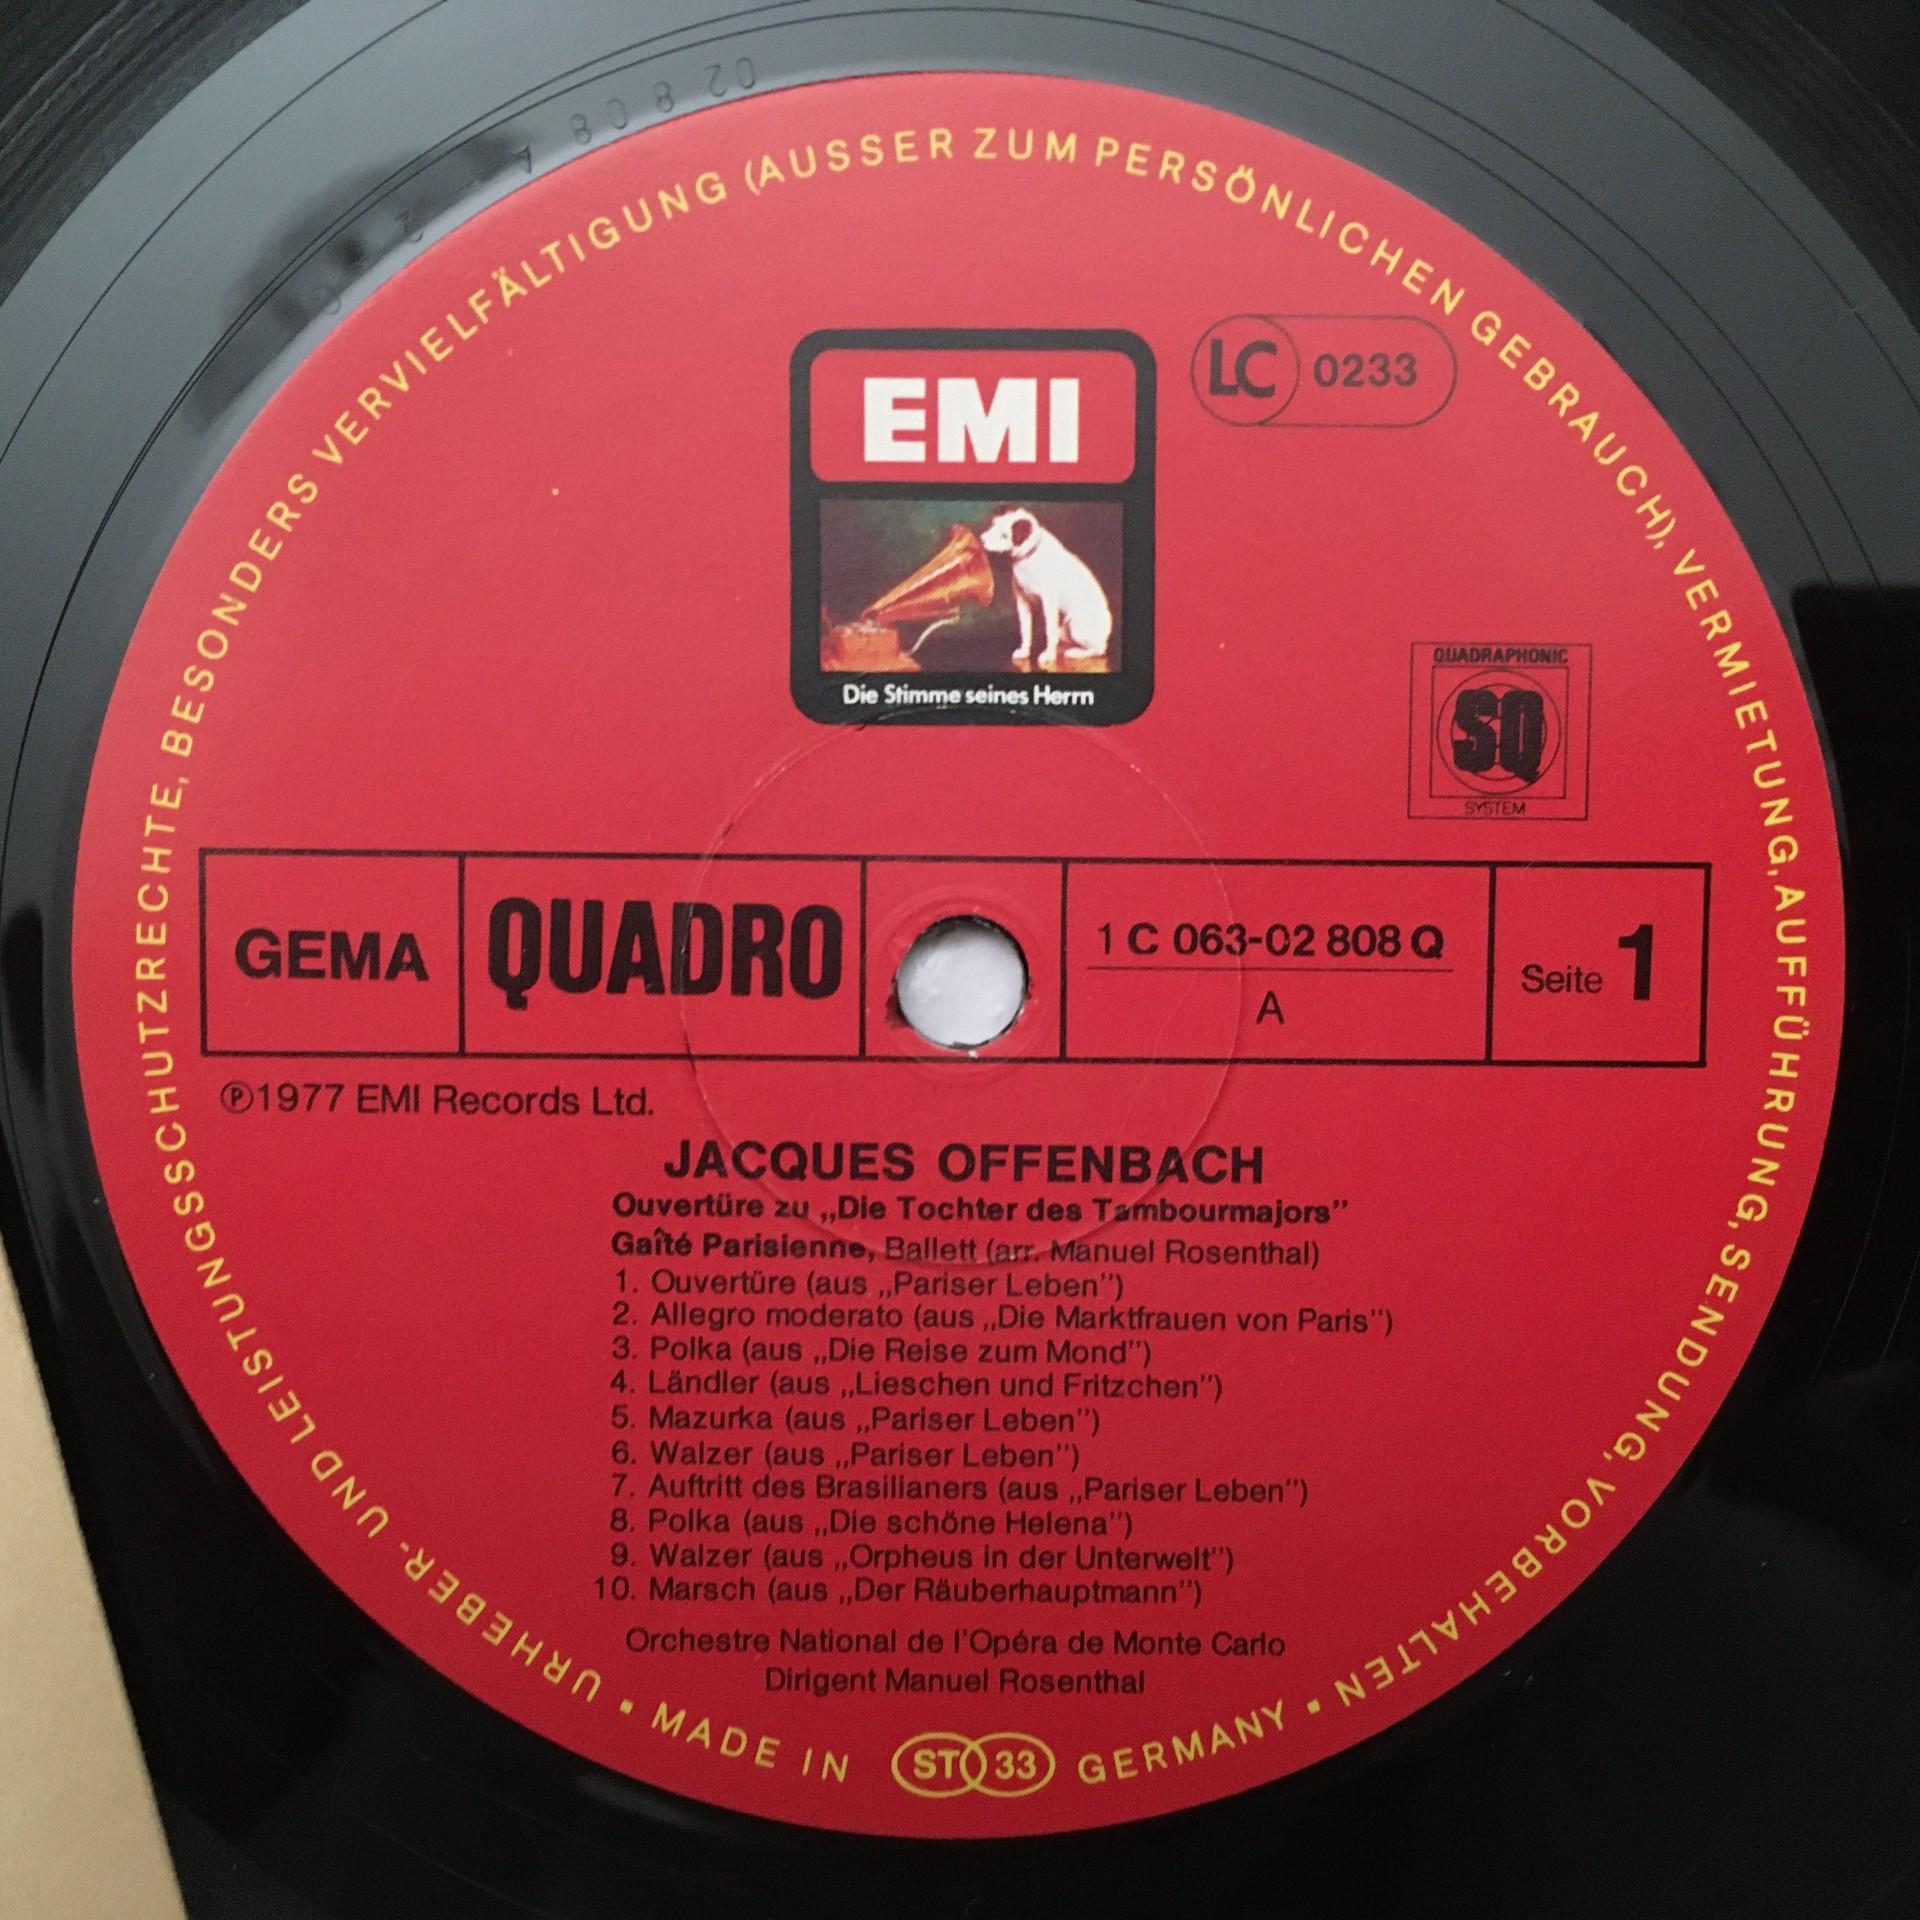 URHEBER- UND LEISTUNGSSCHUTZRECHTE, BESONDERS VERVIELFÄLTIGUNG (AUSSER ZUM PERSÖNLICHEN GEBRAUCH), VERMIETUNG, AUFFÜHRUNG, SENDUNG, VORBEHALTEN
EMI
LC 0233
Die Stimme seines Herrn
QUADRAPHONIC
SQ
SYSTEM
GEMA
QUADRO
1 C 063-02 808 Q
A
Seite 1
Ⓟ1977 EMI Records Ltd.
JACQUES OFFENBACH
Ouvertüre zu „Die Tochter des Tambourmajors”
Gaîté Parisienne, Ballett (arr. Manuel Rosenthal)
1. Ouvertüre (aus „Pariser Leben”)
2. Allegro moderato (aus „Die Marktfrauen von Paris”)
3. Polka (aus „Die Reise zum Mond”)
4. Ländler (aus „Lieschen und Fritzchen”)
5. Mazurka (aus „Pariser Leben”)
6. Walzer (aus „Pariser Leben”)
7. Auftritt des Brasilianers (aus „Pariser Leben”)
8. Polka (aus „Die schöne Helena”)
9. Walzer (aus „Orpheus in der Unterwelt”)
10. Marsch (aus „Der Räuberhauptmann”)
Orchestre National de l'Opéra de Monte Carlo
Dirigent Manuel Rosenthal
▪ MADE IN ST 33 GERMANY ▪
02808 A